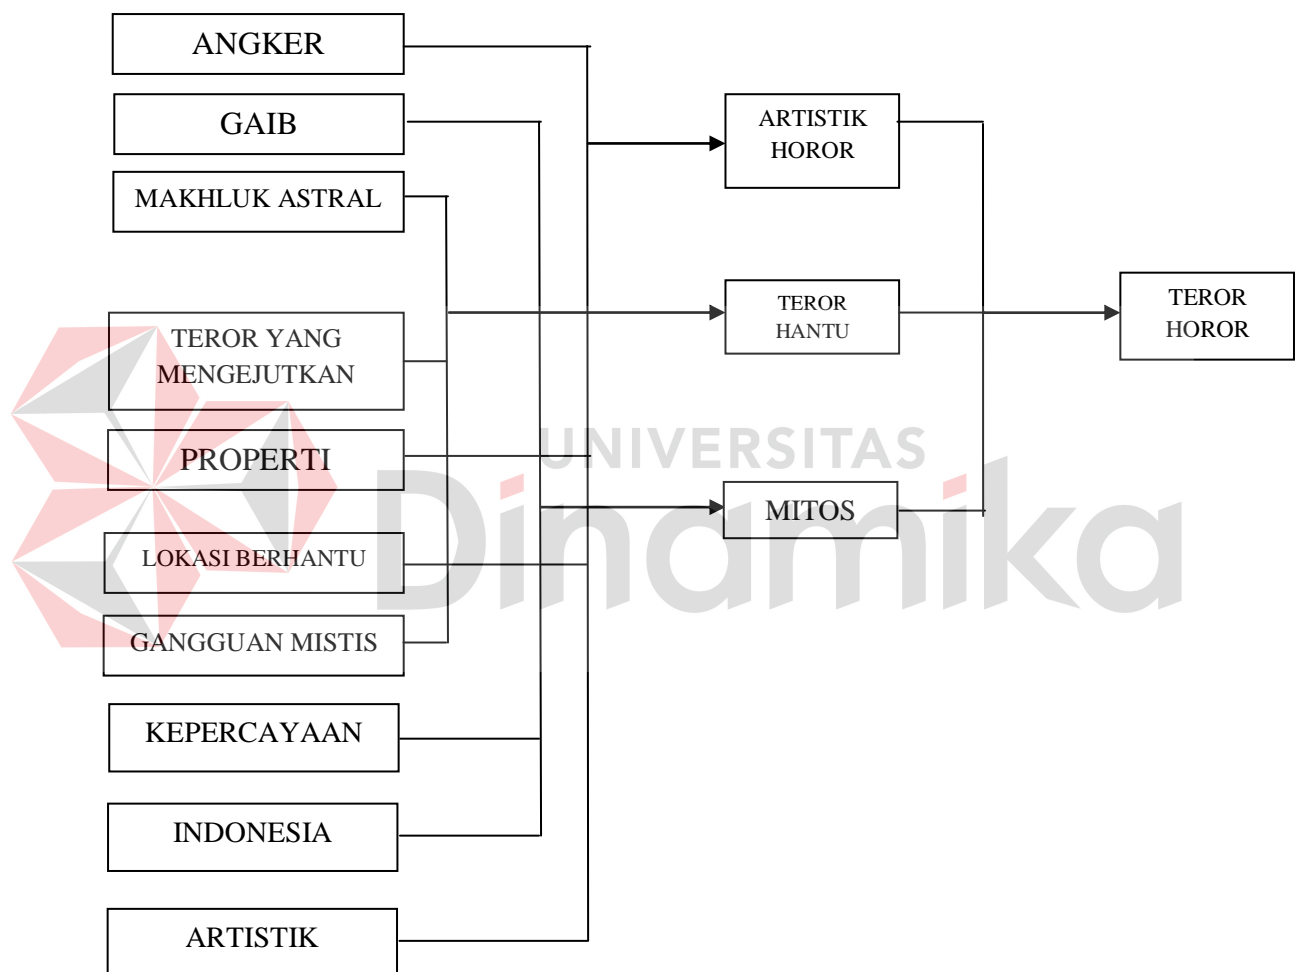 ANGKER
GAIB
MAKHLUK ASTRAL
TEROR YANG
MENGEJUTKAN
PROPERTI
LOKASI BERHANTU
GANGGUAN MISTIS
KEPERCAYAAN
INDONESIA
ARTISTIK
ARTISTIK
HOROR
TEROR
HANTU
MITOS
TEROR
HOROR
UNIVERSITAS
Dinamika